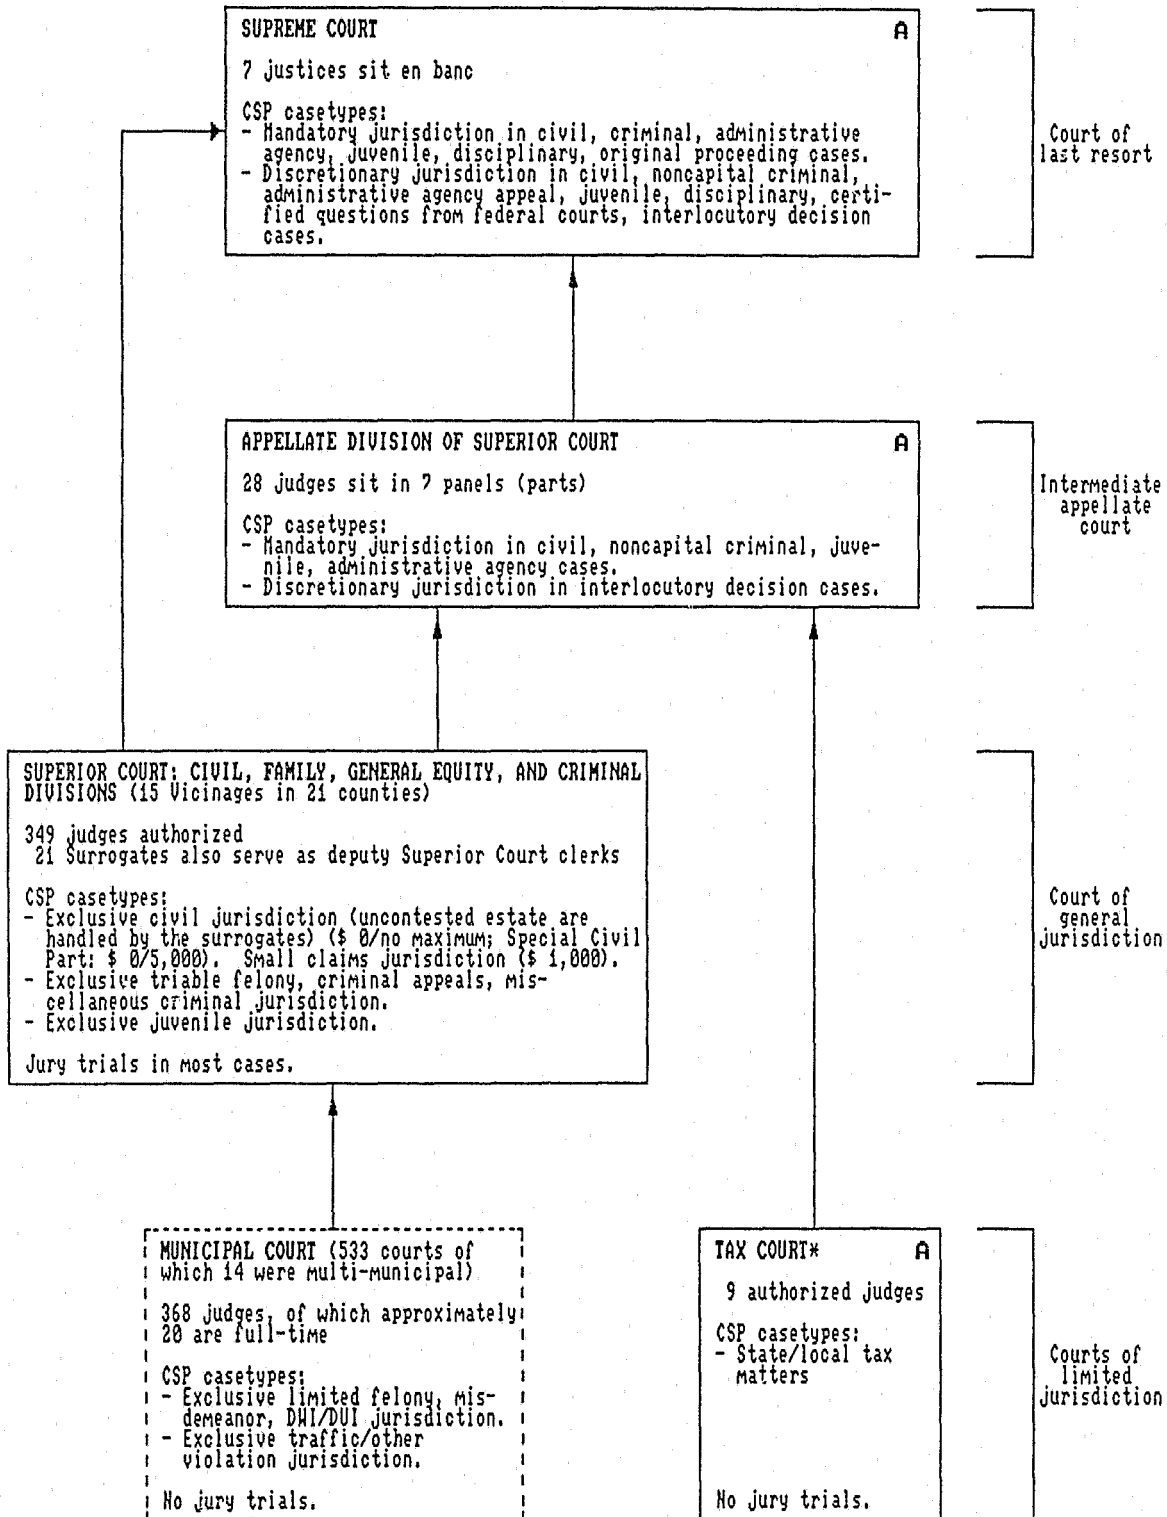 SUPREME COURT A
7 justices sit en banc
CSP casetypes:
- Mandatory jurisdiction in civil, criminal, administrative
agency, juvenile, disciplinary, original proceeding cases.
- Discretionary jurisdiction in civil, noncapital criminal,
administrative agency appeal, juvenile, disciplinary, certi-
fied questions from federal courts, interlocutory decision
cases.
Court of
last resort
APPELLATE DIVISION OF SUPERIOR COURT A
28 judges sit in 7 panels (parts)
CSP casetypes:
- Mandatory jurisdiction in civil, noncapital criminal, juve-
nile, administrative agency cases.
- Discretionary jurisdiction in interlocutory decision cases.
Intermediate
appellate
court
SUPERIOR COURT: CIVIL, FAMILY, GENERAL EQUITY, AND CRIMINAL
DIVISIONS (15 Vicinages in 21 counties)
349 judges authorized
21 Surrogates also serve as deputy Superior Court clerks
CSP casetypes:
- Exclusive civil jurisdiction (uncontested estate are
handled by the surrogates) ($ 0/no maximum; Special Civil
Part: $ 0/5,000). Small claims jurisdiction ($ 1,000).
- Exclusive triable felony, criminal appeals, mis-
cellaneous criminal jurisdiction.
- Exclusive juvenile jurisdiction.
Jury trials in most cases.
Court of
general
jurisdiction
MUNICIPAL COURT (533 courts of
which 14 were multi-municipal)
368 judges, of which approximately
20 are full-time
CSP casetypes:
- Exclusive limited felony, mis-
demeanor, DWI/DUI jurisdiction.
- Exclusive traffic/other
violation jurisdiction.
No jury trials.
TAX COURT* A
9 authorized judges
CSP casetypes:
- State/local tax
matters
No jury trials.
Courts of
limited
jurisdiction